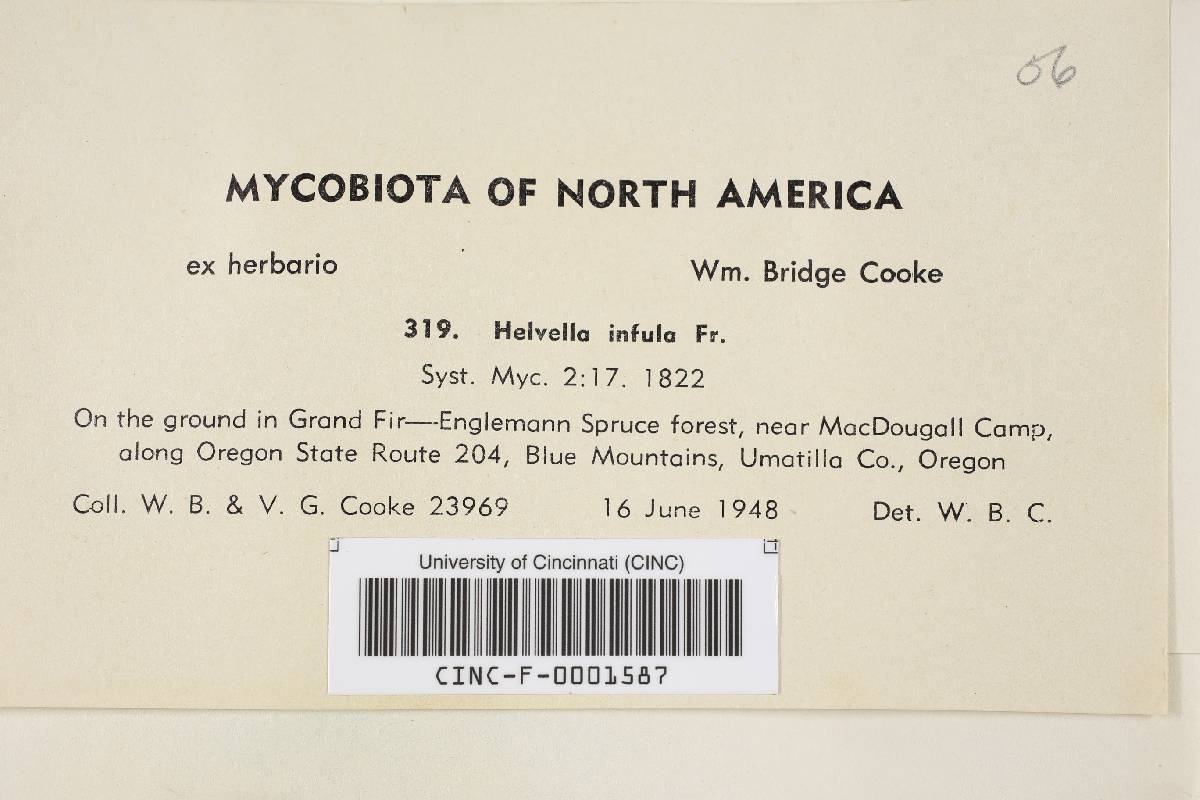 56
MYCOBIOTA OF NORTH AMERICA
ex herbario Wm. Bridge Cooke
319. Helvella infula Fr.
Syst. Myc. 2:17. 1822
On the ground in Grand Fir—Englemann Spruce forest, near MacDougall Camp,
along Oregon State Route 204, Blue Mountains, Umatilla Co., Oregon
Coll. W. B. & V. G. Cooke 23969 16 June 1948 Det. W. B. C.
University of Cincinnati (CINC)
CINC-F-0001587